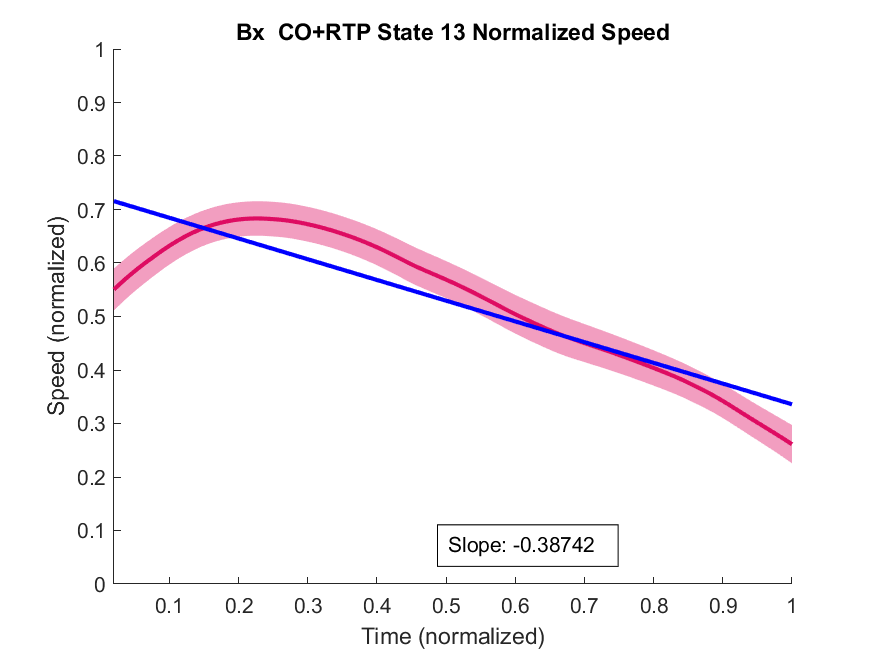 Bx  CO+RTP State 13 Normalized Speed
1
0.9
0.8
0.7
0.6
0.5
0.4
0.3
0.2
0.1
0
Speed (normalized)
Slope: -0.38742
0.1 0.2 0.3 0.4 0.5 0.6 0.7 0.8 0.9 1
Time (normalized)